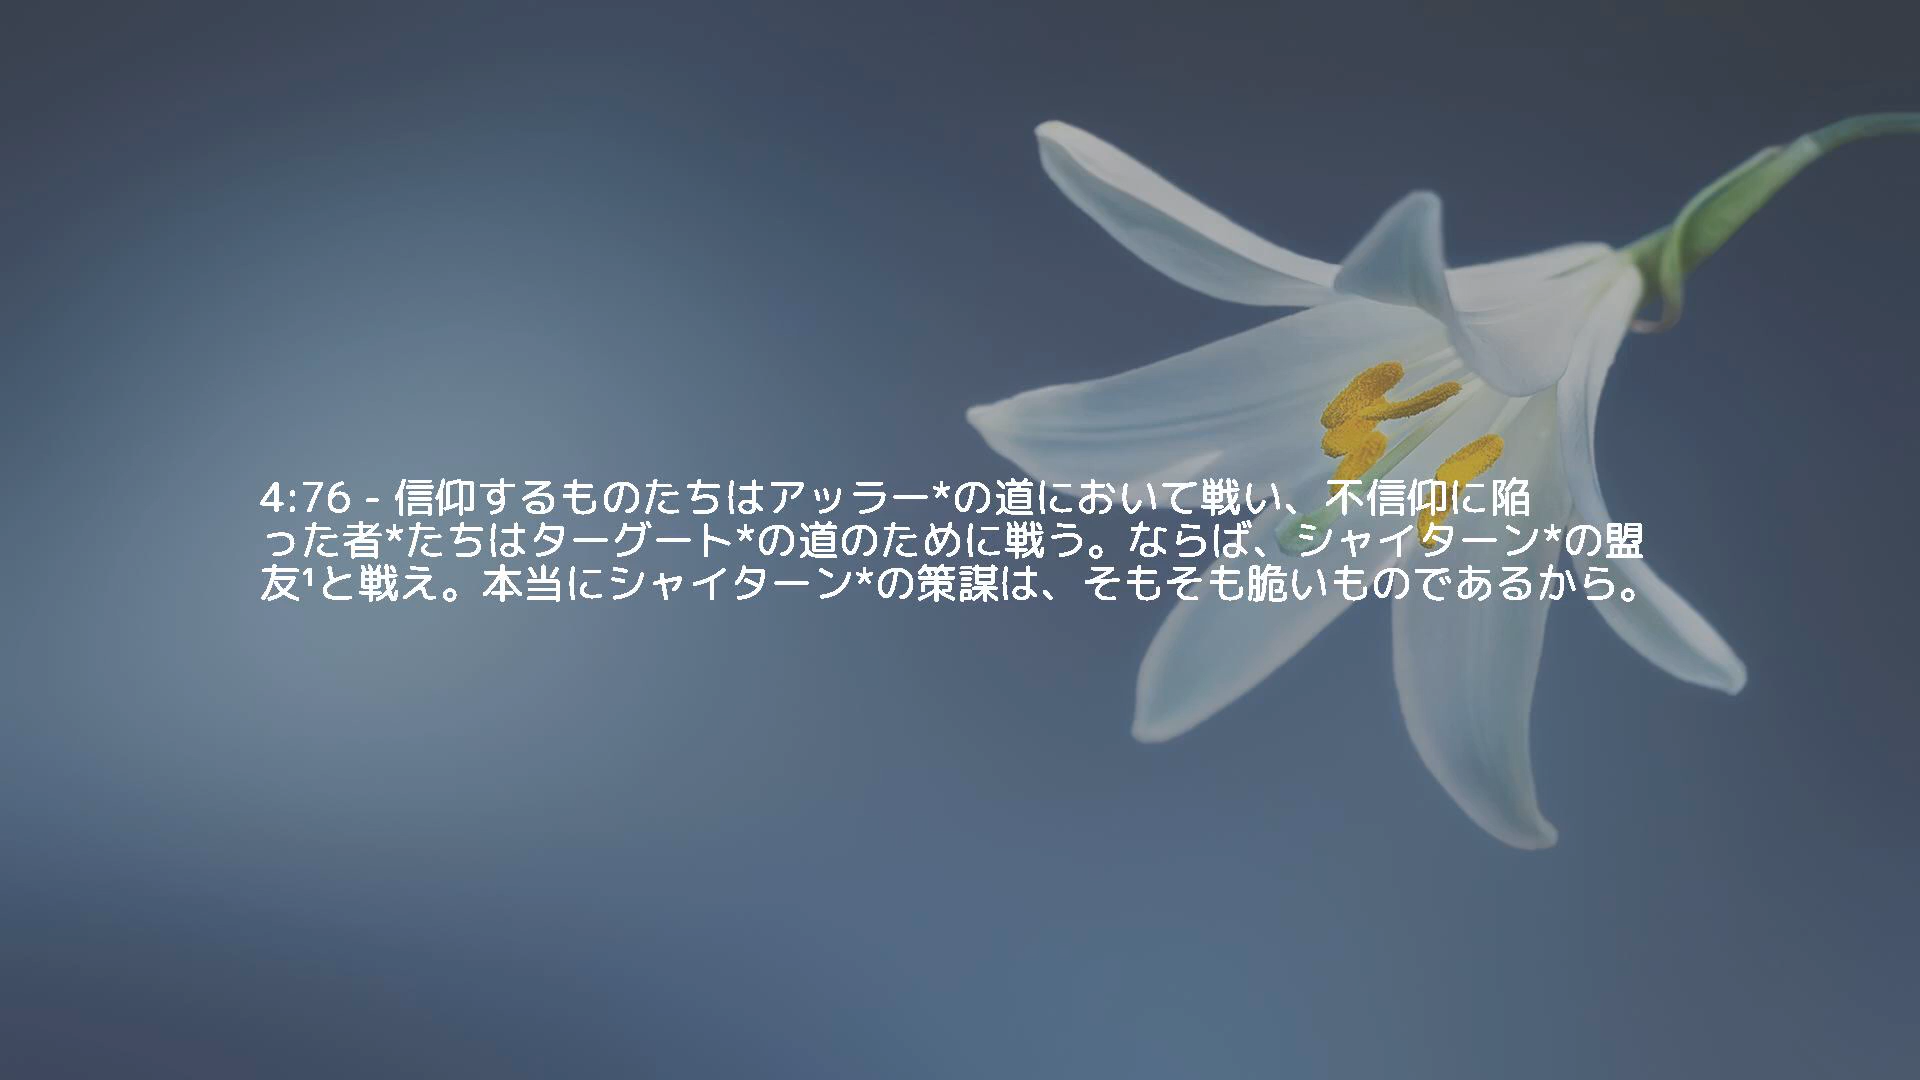 4:76 - 信仰するものたちはアッラー*の道において戦い、不信仰に陥
った者*たちはターグート*の道のために戦う。ならば、シャイターン*の盟
友¹と戦え。本当にシャイターン*の策謀は、そもそも脆いものであるから。